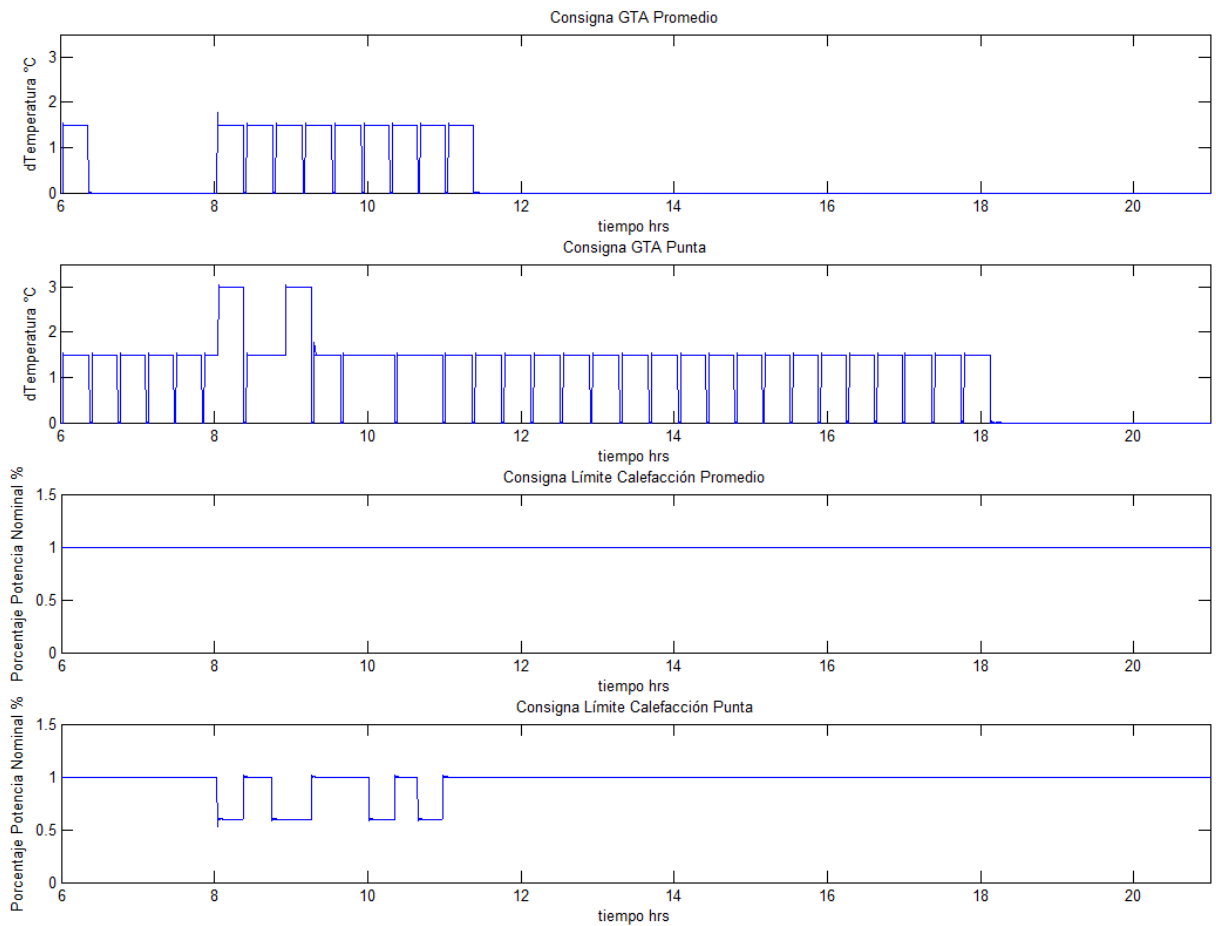 Consigna GTA Promedio
dTemperatura °C
3
2
1
0
6 8 10 12 14 16 18 20
tiempo hrs
Consigna GTA Punta
dTemperatura °C
3
2
1
0
6 8 10 12 14 16 18 20
tiempo hrs
Consigna Límite Calefacción Promedio
Porcentaje Potencia Nominal %
1.5
1
0.5
0
6 8 10 12 14 16 18 20
tiempo hrs
Consigna Límite Calefacción Punta
Porcentaje Potencia Nominal %
1.5
1
0.5
0
6 8 10 12 14 16 18 20
tiempo hrs